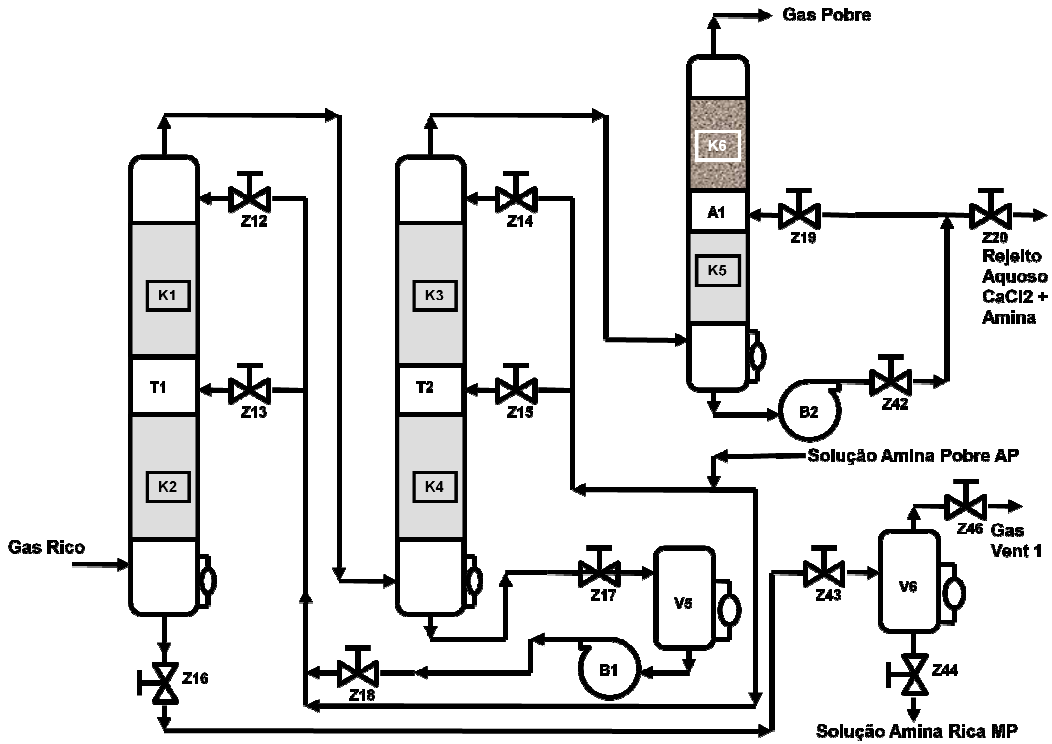 Gas Pobre
K6
A1
Z19
Z20
Rejeito
Aquoso
CaCl2 +
Amina
K5
Z12
Z14
K1
K3
T1
Z13
T2
Z15
B2
Z42
K2
K4
Solução Amina Pobre AP
Z46
Gas
Vent 1
Gas Rico
Z17
V5
Z43
V6
Z16
Z18
B1
Z44
Solução Amina Rica MP